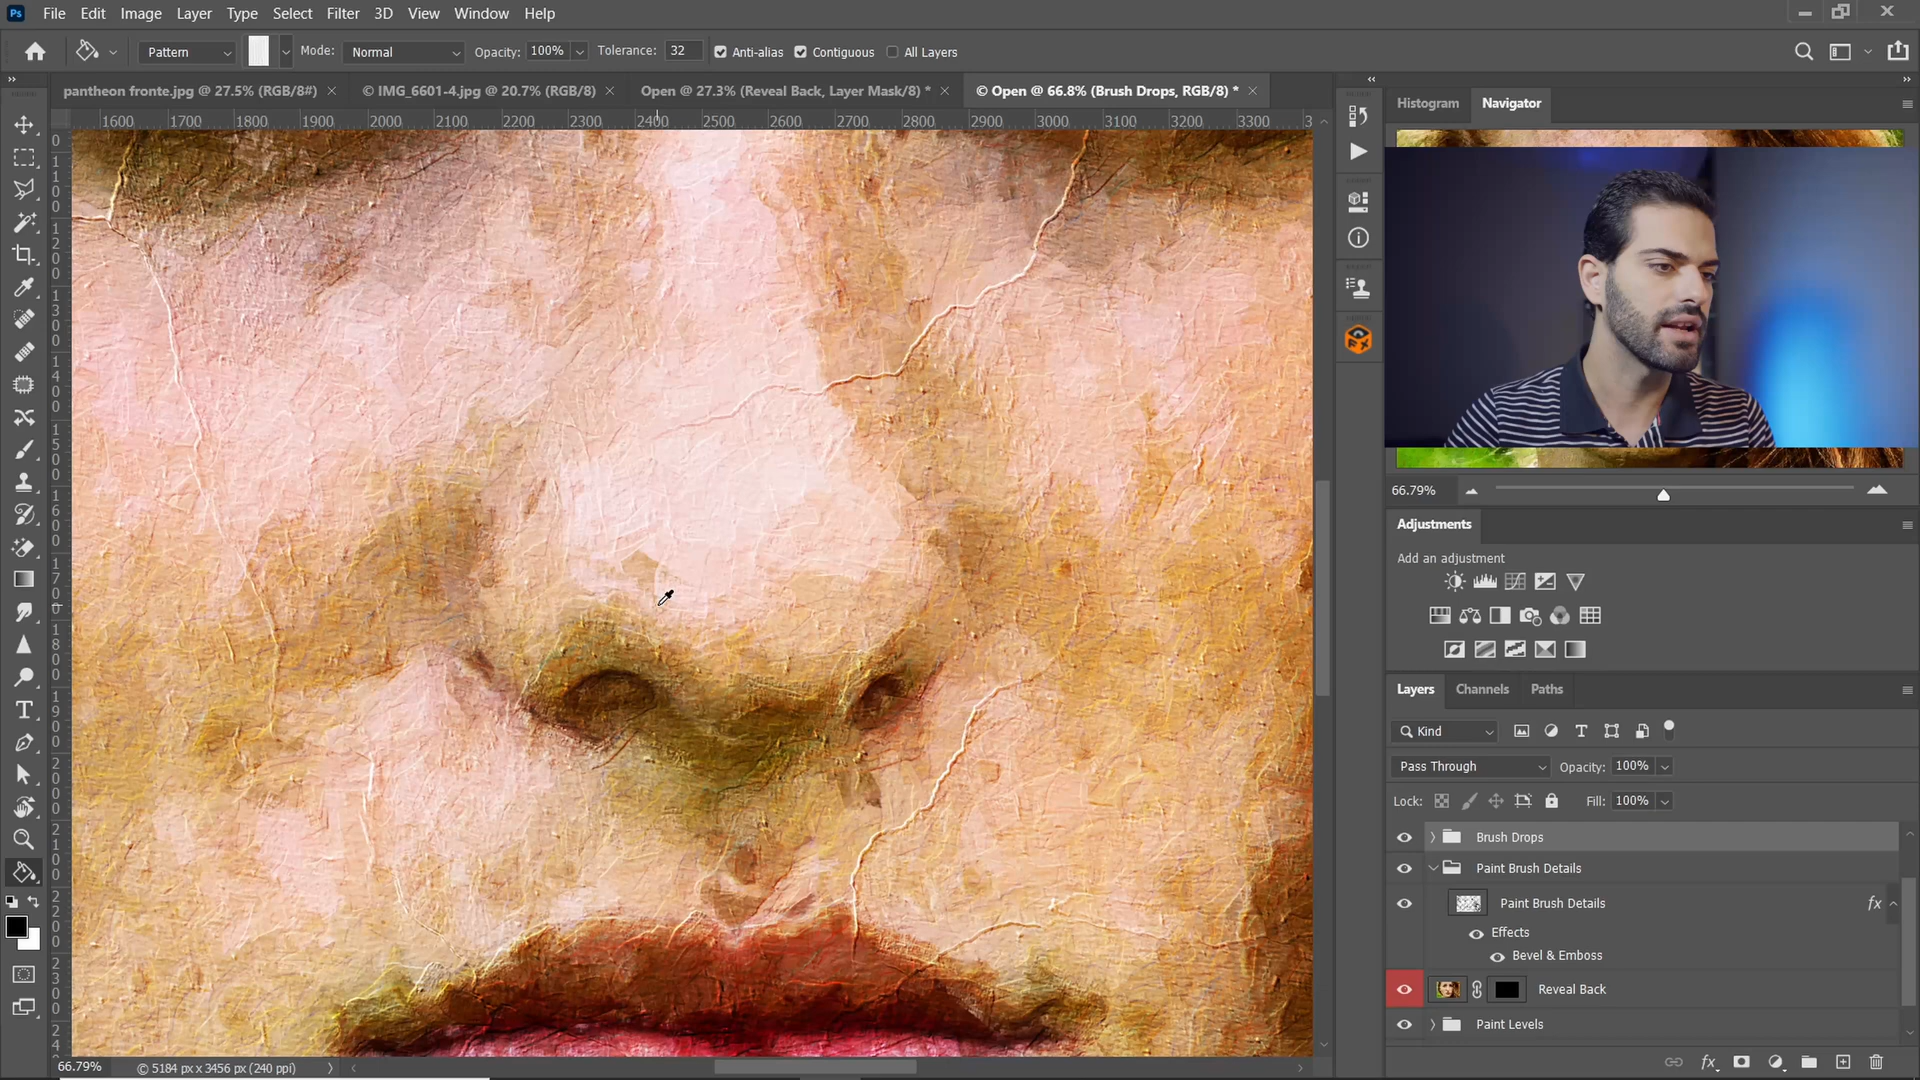 Ps File Edit Image Layer Type Select Filter 3D View Window Help
Pattern Mode: Normal Opacity: 100% Tolerance: 32 Anti-alias Contiguous All Layers
pantheon fronte.jpg @ 27.5% (RGB/8#) © IMG_6601-4.jpg @ 20.7% (RGB/8) Open @ 27.3% (Reveal Back, Layer Mask/8) * © Open @ 66.8% (Brush Drops, RGB/8) *
1600 1700 1800 1900 2000 2100 2200 2300 2400 2500 2600 2700 2800 2900 3000 3100 3200 3300 3
Histogram Navigator
66.79%
Adjustments
Add an adjustment
Layers Channels Paths
Kind
Pass Through Opacity: 100%
Lock: Fill: 100%
Brush Drops
Paint Brush Details
Paint Brush Details fx
Effects
Bevel & Emboss
Reveal Back
Paint Levels
66.79% © 5184 px x 3456 px (240 ppi)
fx